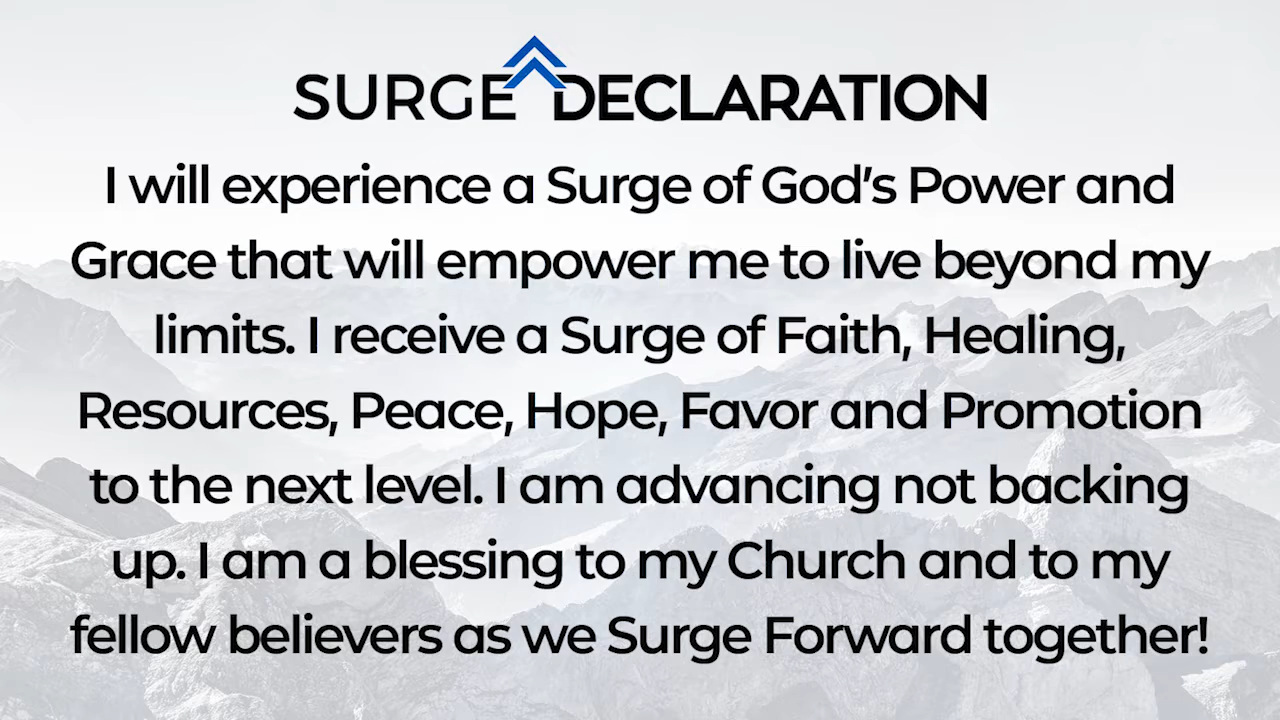 SURGE DECLARATION
I will experience a Surge of God's Power and
Grace that will empower me to live beyond my
limits. I receive a Surge of Faith, Healing,
Resources, Peace, Hope, Favor and Promotion
to the next level. I am advancing not backing
up. I am a blessing to my Church and to my
fellow believers as we Surge Forward together!